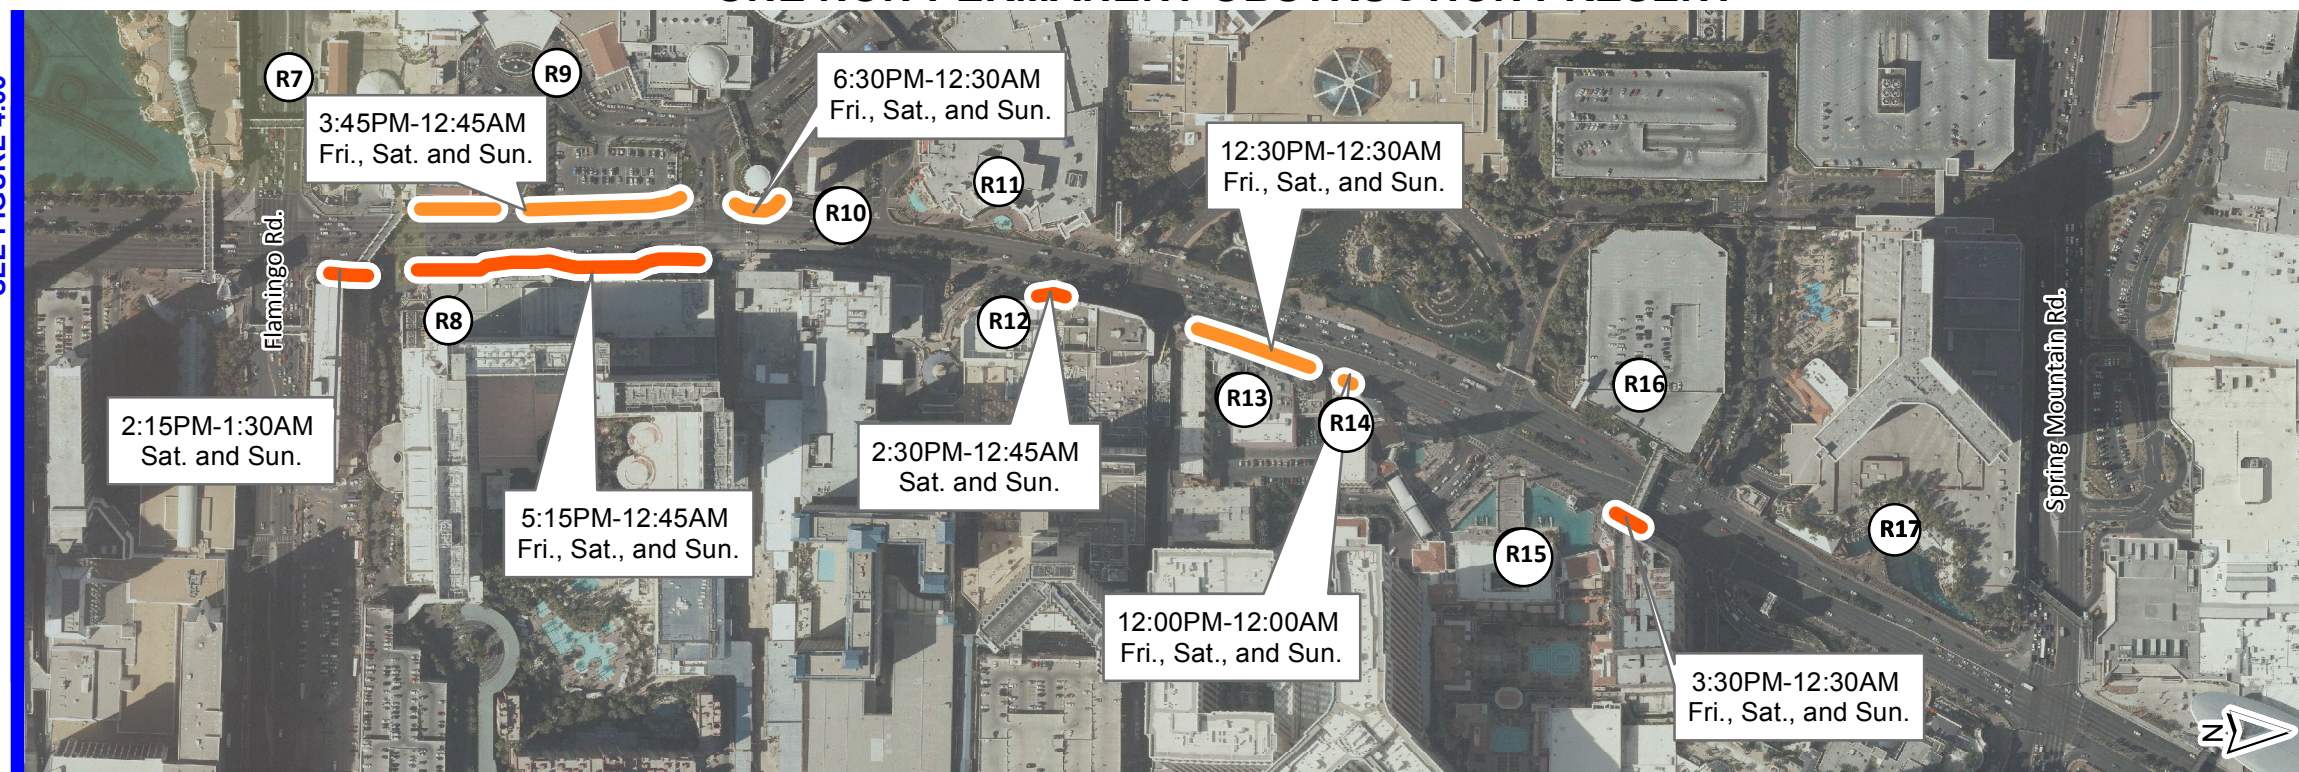 R7
R9
6:30PM-12:30AM
Fri., Sat., and Sun.
3:45PM-12:45AM
Fri., Sat. and Sun.
12:30PM-12:30AM
Fri., Sat., and Sun.
R11
R10
Flamingo Rd.
R8
R12
Spring Mountain Rd.
R13
R14
R16
2:15PM-1:30AM
Sat. and Sun.
2:30PM-12:45AM
Sat. and Sun.
5:15PM-12:45AM
Fri., Sat., and Sun.
R15
R17
12:00PM-12:00AM
Fri., Sat., and Sun.
3:30PM-12:30AM
Fri., Sat., and Sun.
N